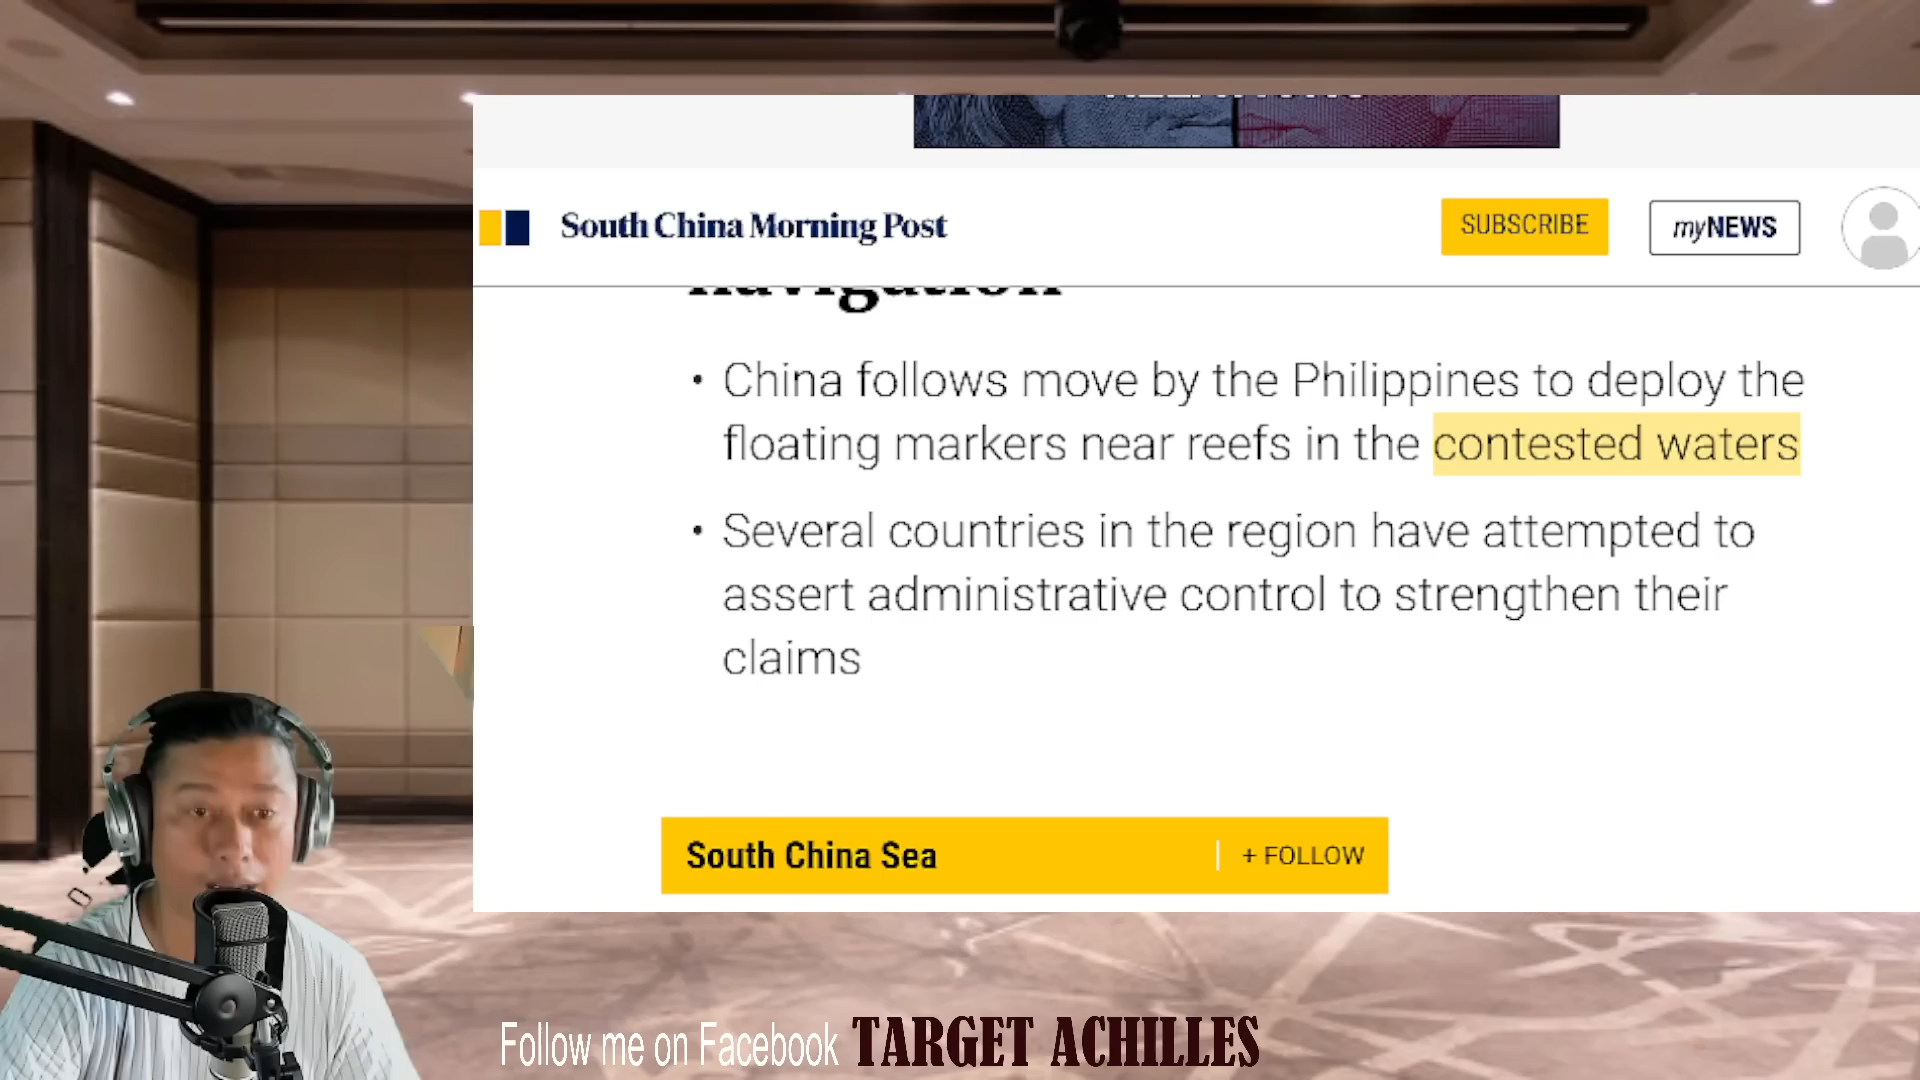 South China Morning Post
SUBSCRIBE
myNEWS
navigation
• China follows move by the Philippines to deploy the
floating markers near reefs in the contested waters
• Several countries in the region have attempted to
assert administrative control to strengthen their
claims
South China Sea
+ FOLLOW
Follow me on Facebook TARGET ACHILLES